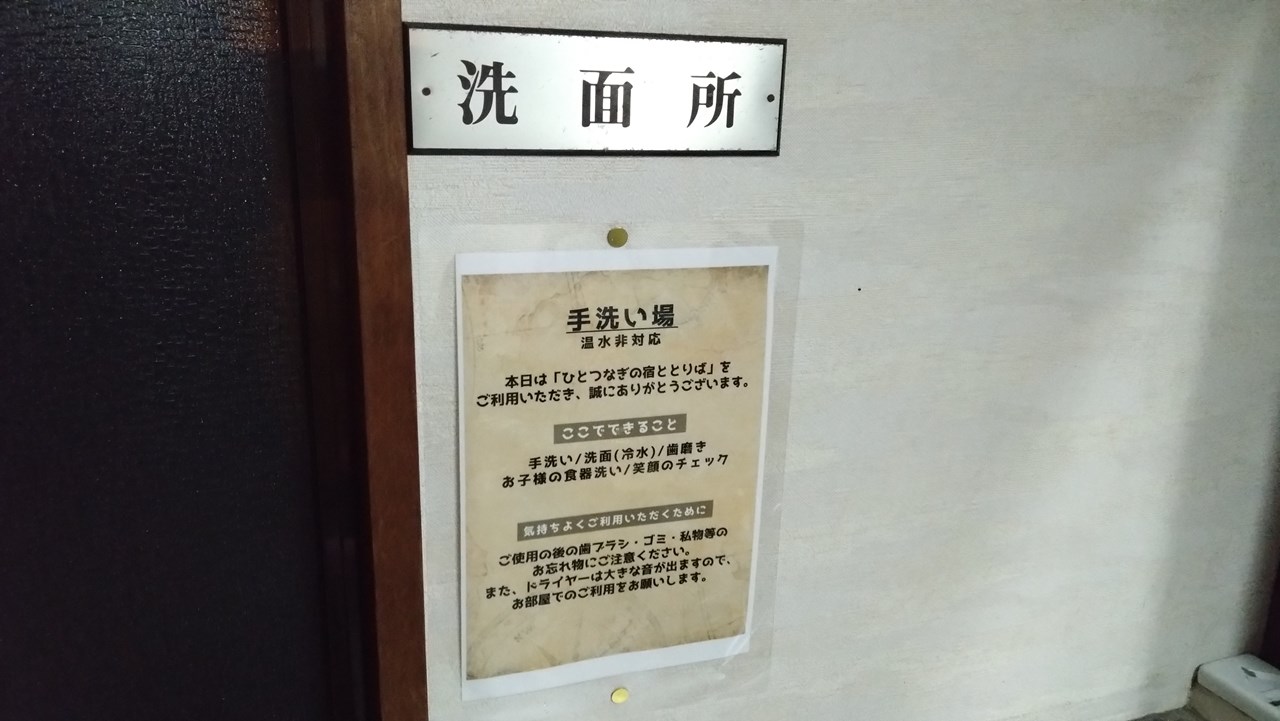 洗面所
手洗い場
温水非対応
本日は「ひとつなぎの宿ととりば」を
ご利用いただき、誠にありがとうございます。
ここでできること
手洗い/洗面(冷水)/歯磨き
お子様の食器洗い/笑顔のチェック
気持ちよくご利用いただくために
ご使用の後の歯ブラシ・ゴミ・私物等の
お忘れ物にご注意ください。
また、ドライヤーは大きな音が出ますので、
お部屋でのご利用をお願いします。